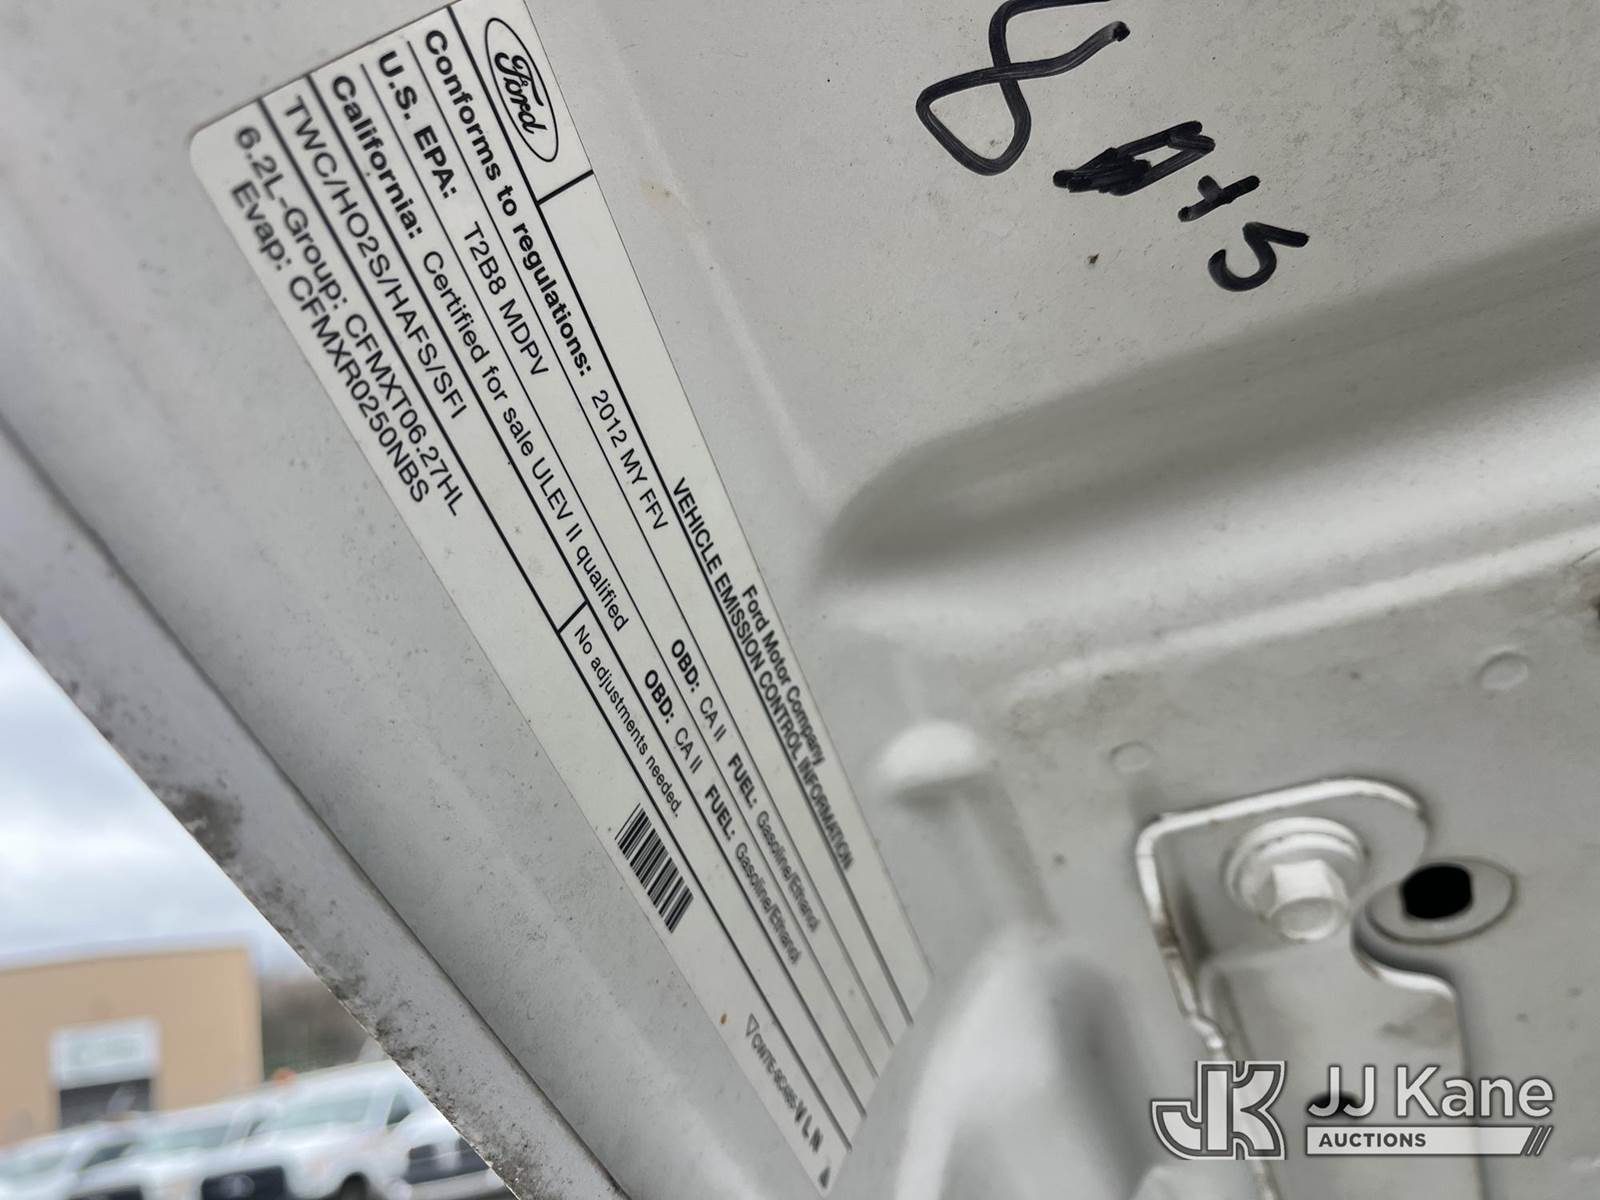 Ford
Ford Motor Company
VEHICLE EMISSION CONTROL INFORMATION
Conforms to regulations: 2012 MY FFV
U.S. EPA: T2B8 MDPV OBD: CA II FUEL: Gasoline/Ethanol
California: Certified for sale ULEV II qualified OBD: CA II FUEL: Gasoline/Ethanol
TWC/HO2S/HAFS/SFI
No adjustments needed.
6.2L-Group: CFMXT06.27HL
Evap: CFMXR0250NBS
V L N
JJ Kane
AUCTIONS